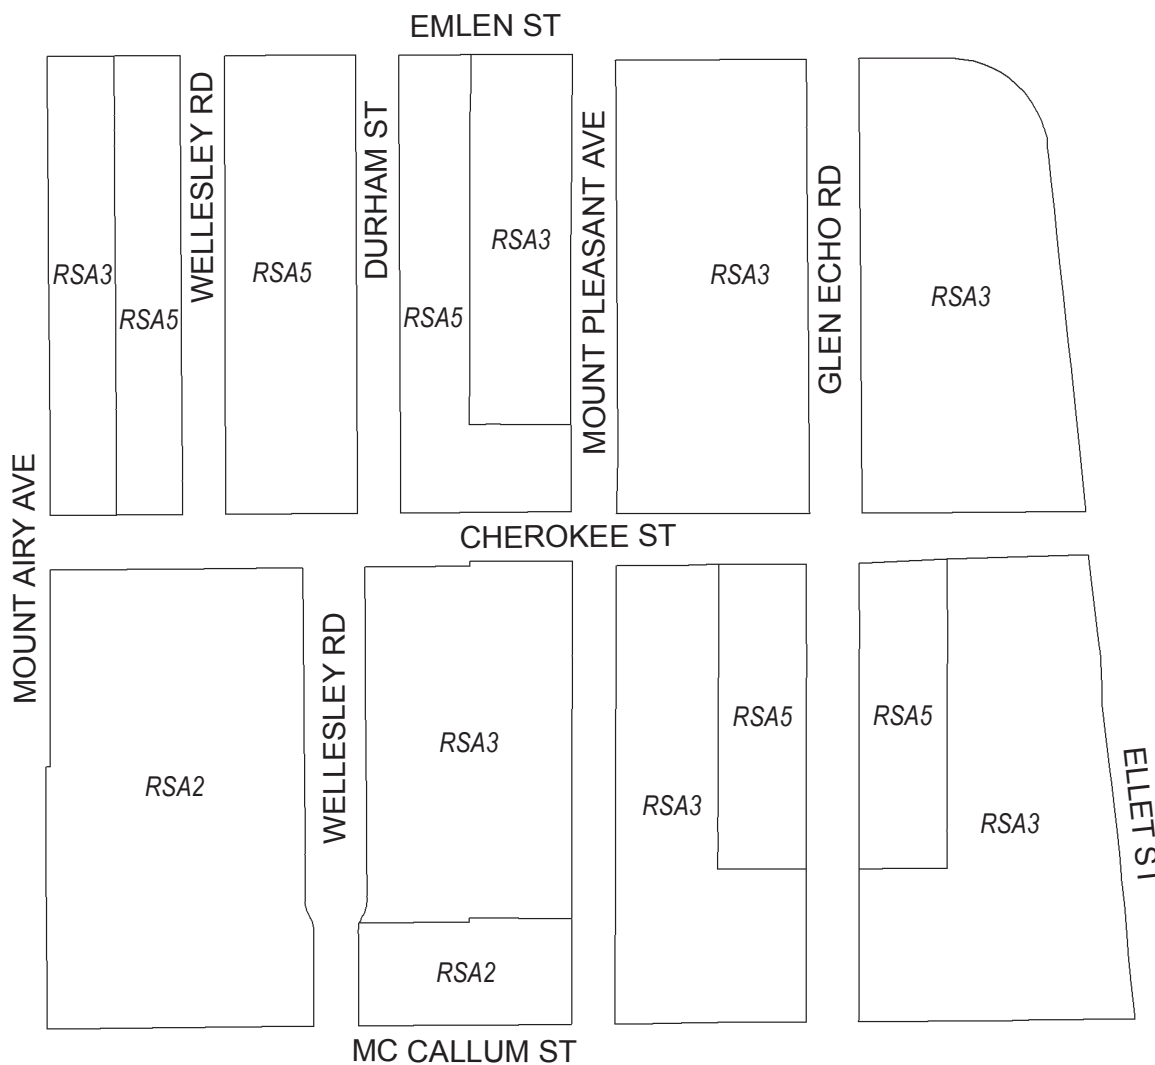 EMLEN ST
WELLESLEY RD
DURHAM ST
MOUNT PLEASANT AVE
GLEN ECHO RD
RSA3
RSA5
RSA5
RSA5
RSA3
RSA3
RSA3
MOUNT AIRY AVE
CHEROKEE ST
WELLESLEY RD
RSA2
RSA3
RSA2
RSA3
RSA5
RSA5
RSA3
ELLET ST
MC CALLUM ST